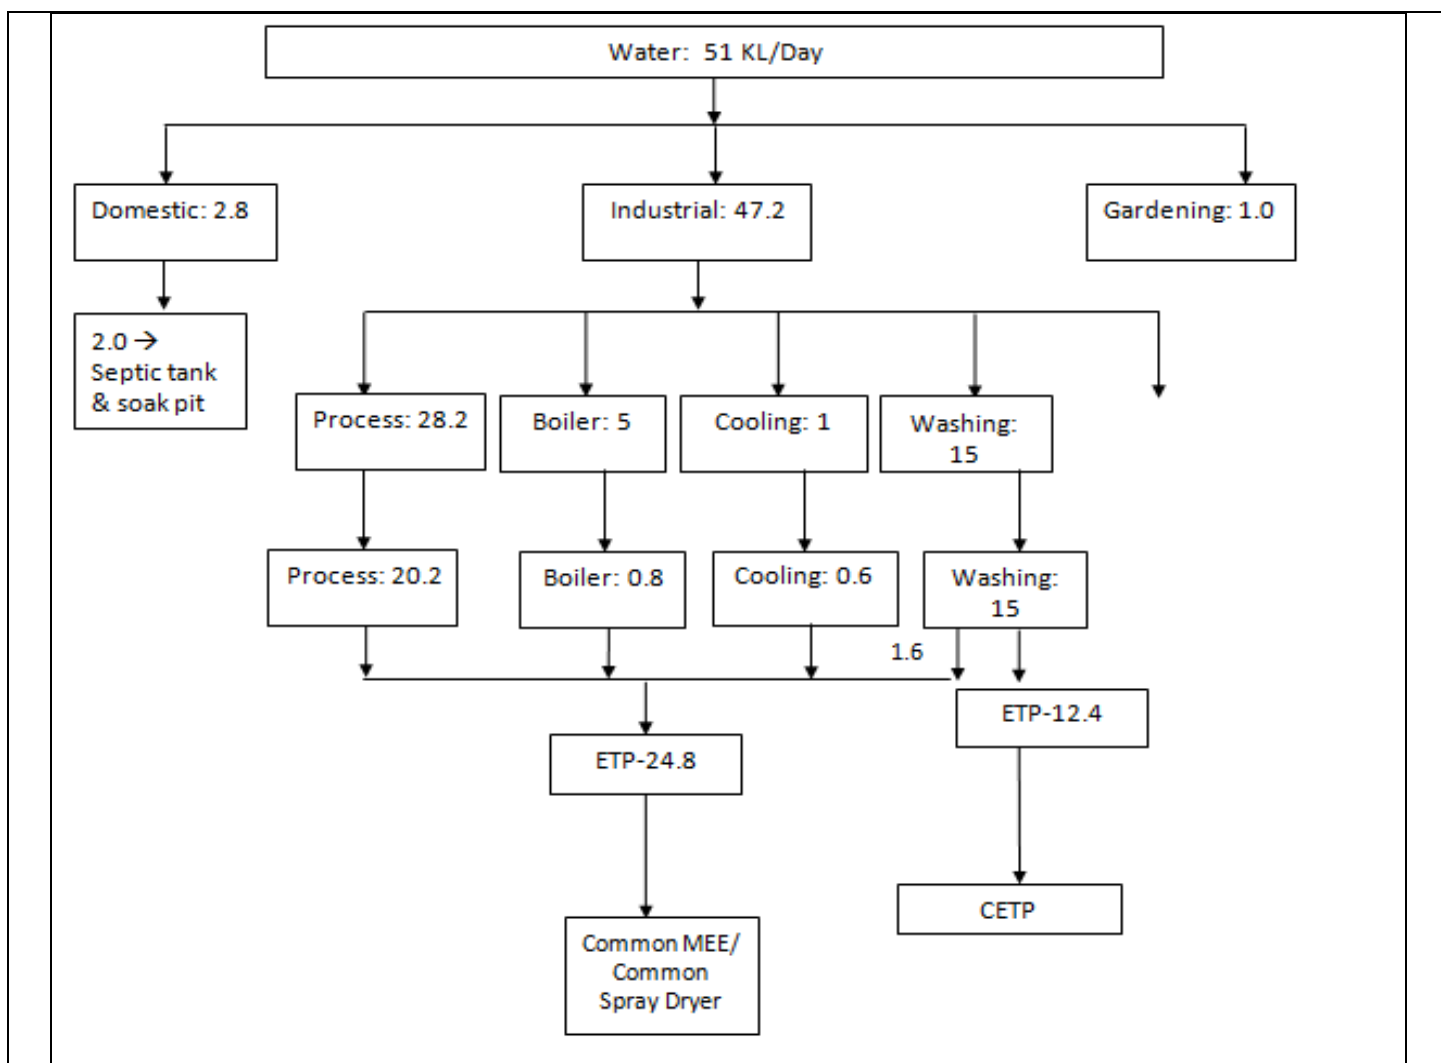 Water: 51 KL/Day
Domestic: 2.8
Industrial: 47.2
Gardening: 1.0
2.0 →
Septic tank
& soak pit
Process: 28.2
Boiler: 5
Cooling: 1
Washing:
15
Process: 20.2
Boiler: 0.8
Cooling: 0.6
Washing:
15
1.6
ETP-12.4
ETP-24.8
CETP
Common MEE/
Common
Spray Dryer